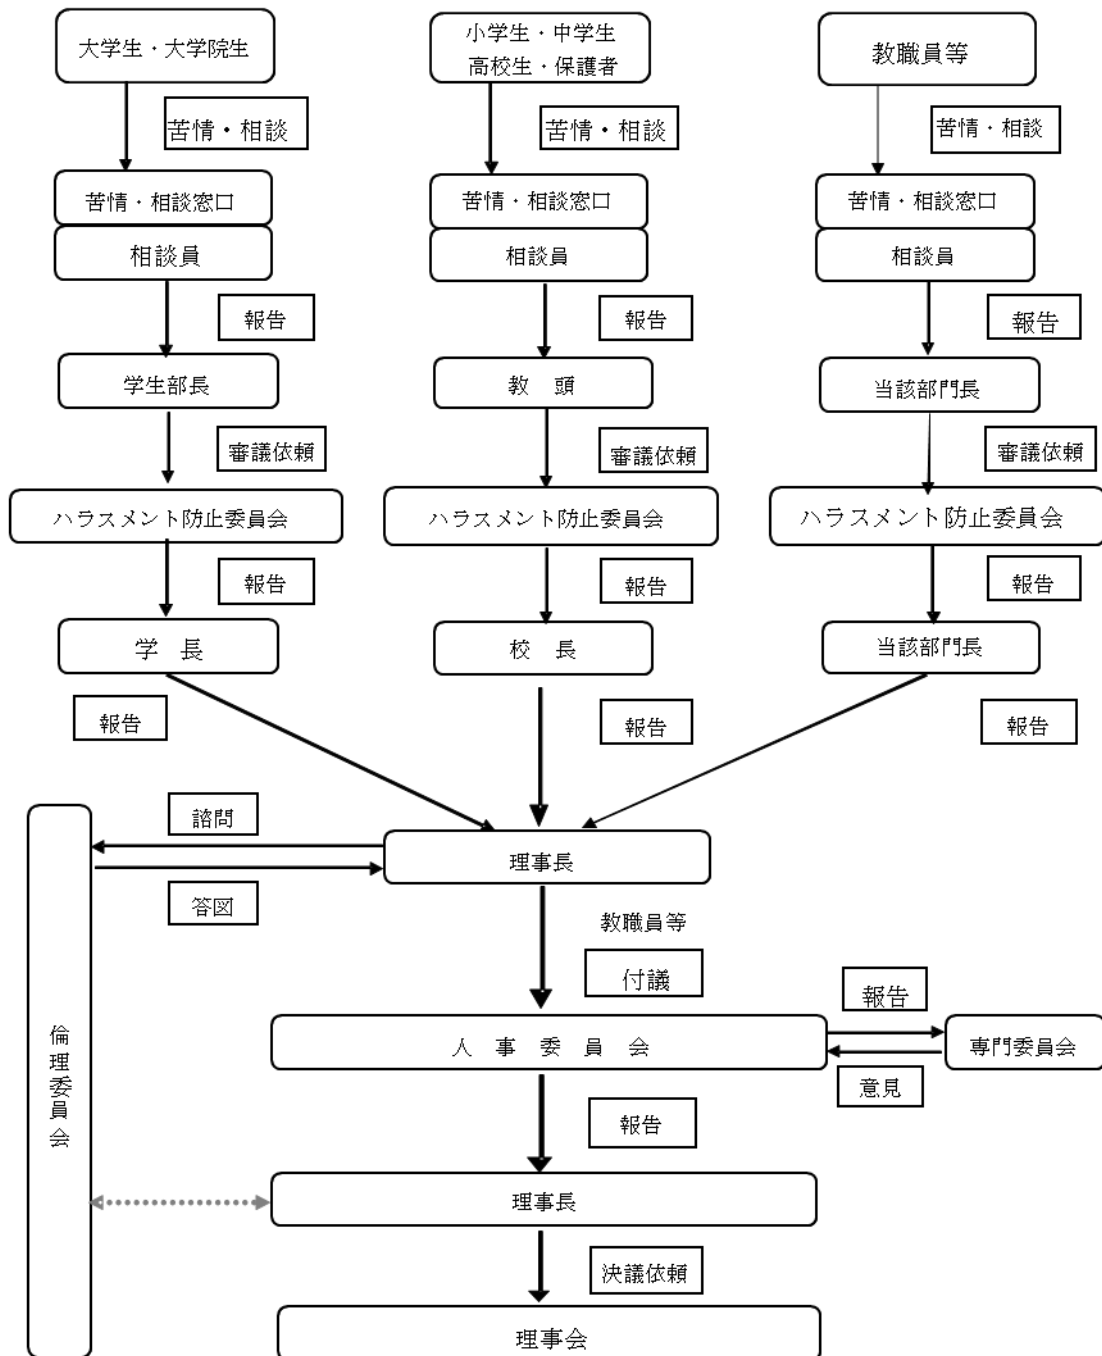 大学生・大学院生
小学生・中学生
高校生・保護者
教職員等
苦情・相談
苦情・相談
苦情・相談
苦情・相談窓口
苦情・相談窓口
苦情・相談窓口
相談員
相談員
相談員
報告
報告
報告
学生部長
教　頭
当該部門長
審議依頼
審議依頼
審議依頼
ハラスメント防止委員会
ハラスメント防止委員会
ハラスメント防止委員会
報告
報告
報告
学　長
校　長
当該部門長
報告
報告
報告
諮問
理事長
答図
教職員等
付議
報告
人　事　委　員　会
専門委員会
意見
倫理委員会
報告
理事長
決議依頼
理事会